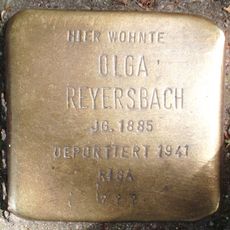 HIER WOHNTE
OLGA
REYERSBACH
JG. 1885
DEPORTIERT 1941
RIGA
???